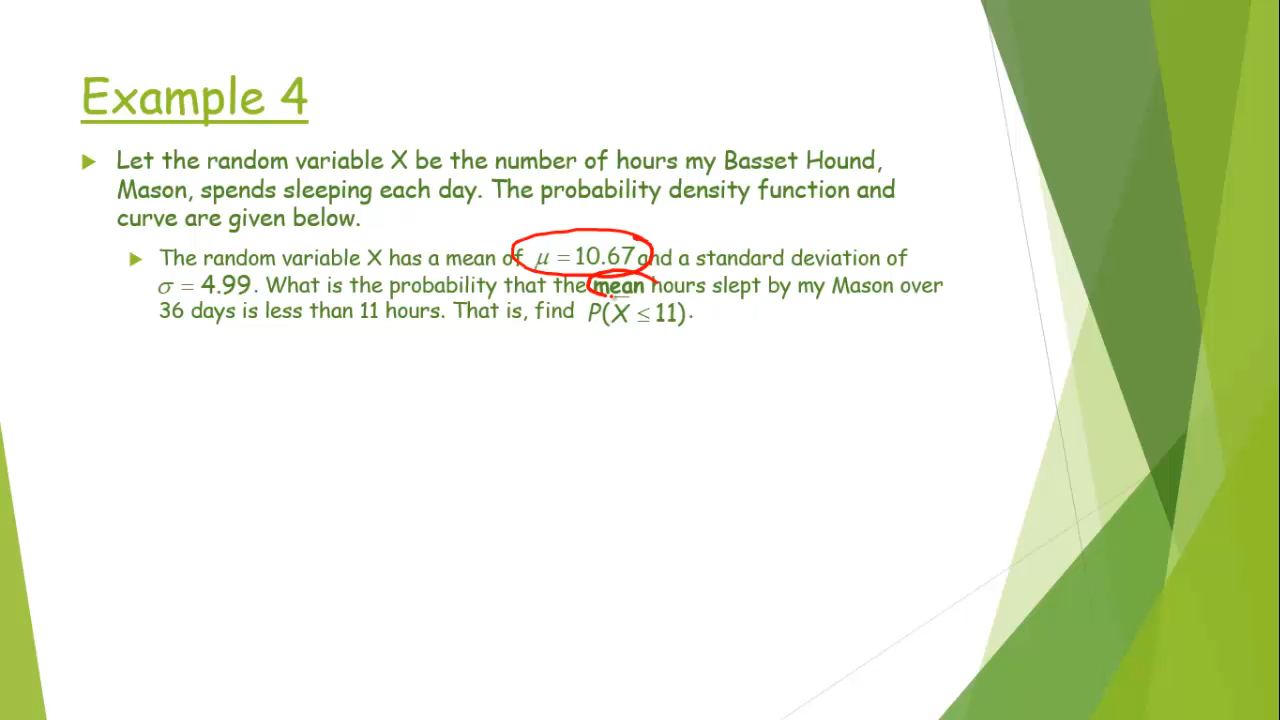 Example 4
Let the random variable X be the number of hours my Basset Hound,
Mason, spends sleeping each day. The probability density function and
curve are given below.
The random variable X has a mean of μ = 10.67 and a standard deviation of
σ = 4.99. What is the probability that the mean hours slept by my Mason over
36 days is less than 11 hours. That is, find P(X̄ ≤ 11).